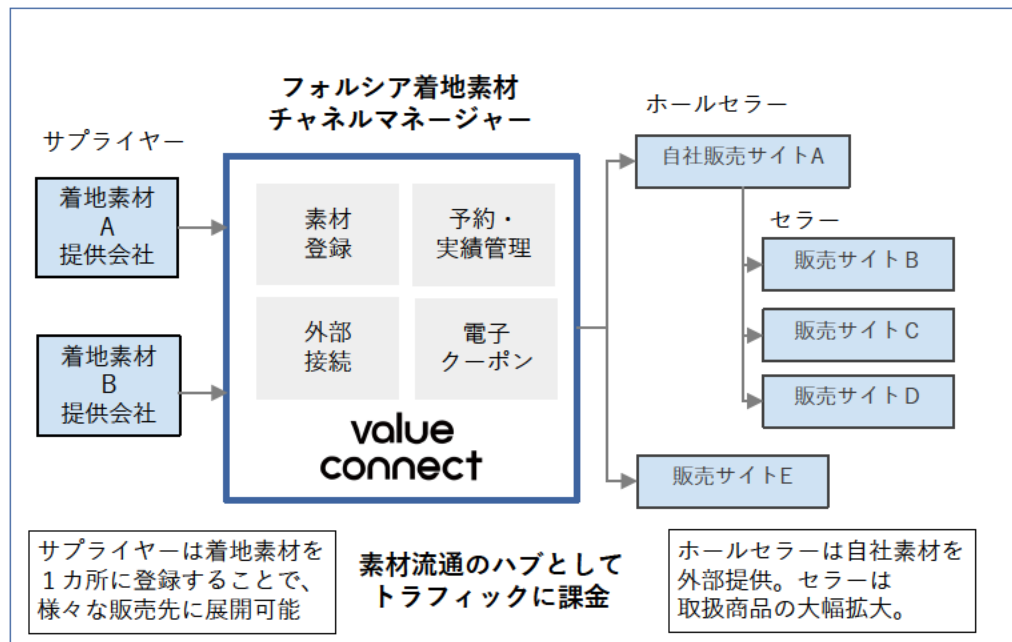 フォルシア着地素材
チャネルマネージャー
サプライヤー
着地素材
A
提供会社
着地素材
B
提供会社
素材
登録
予約・
実績管理
外部
接続
電子
クーポン
value
connect
ホールセラー
自社販売サイトA
セラー
販売サイトB
販売サイトC
販売サイトD
販売サイトE
サプライヤーは着地素材を
１カ所に登録することで、
様々な販売先に展開可能
素材流通のハブとして
トラフィックに課金
ホールセラーは自社素材を
外部提供。セラーは
取扱商品の大幅拡大。